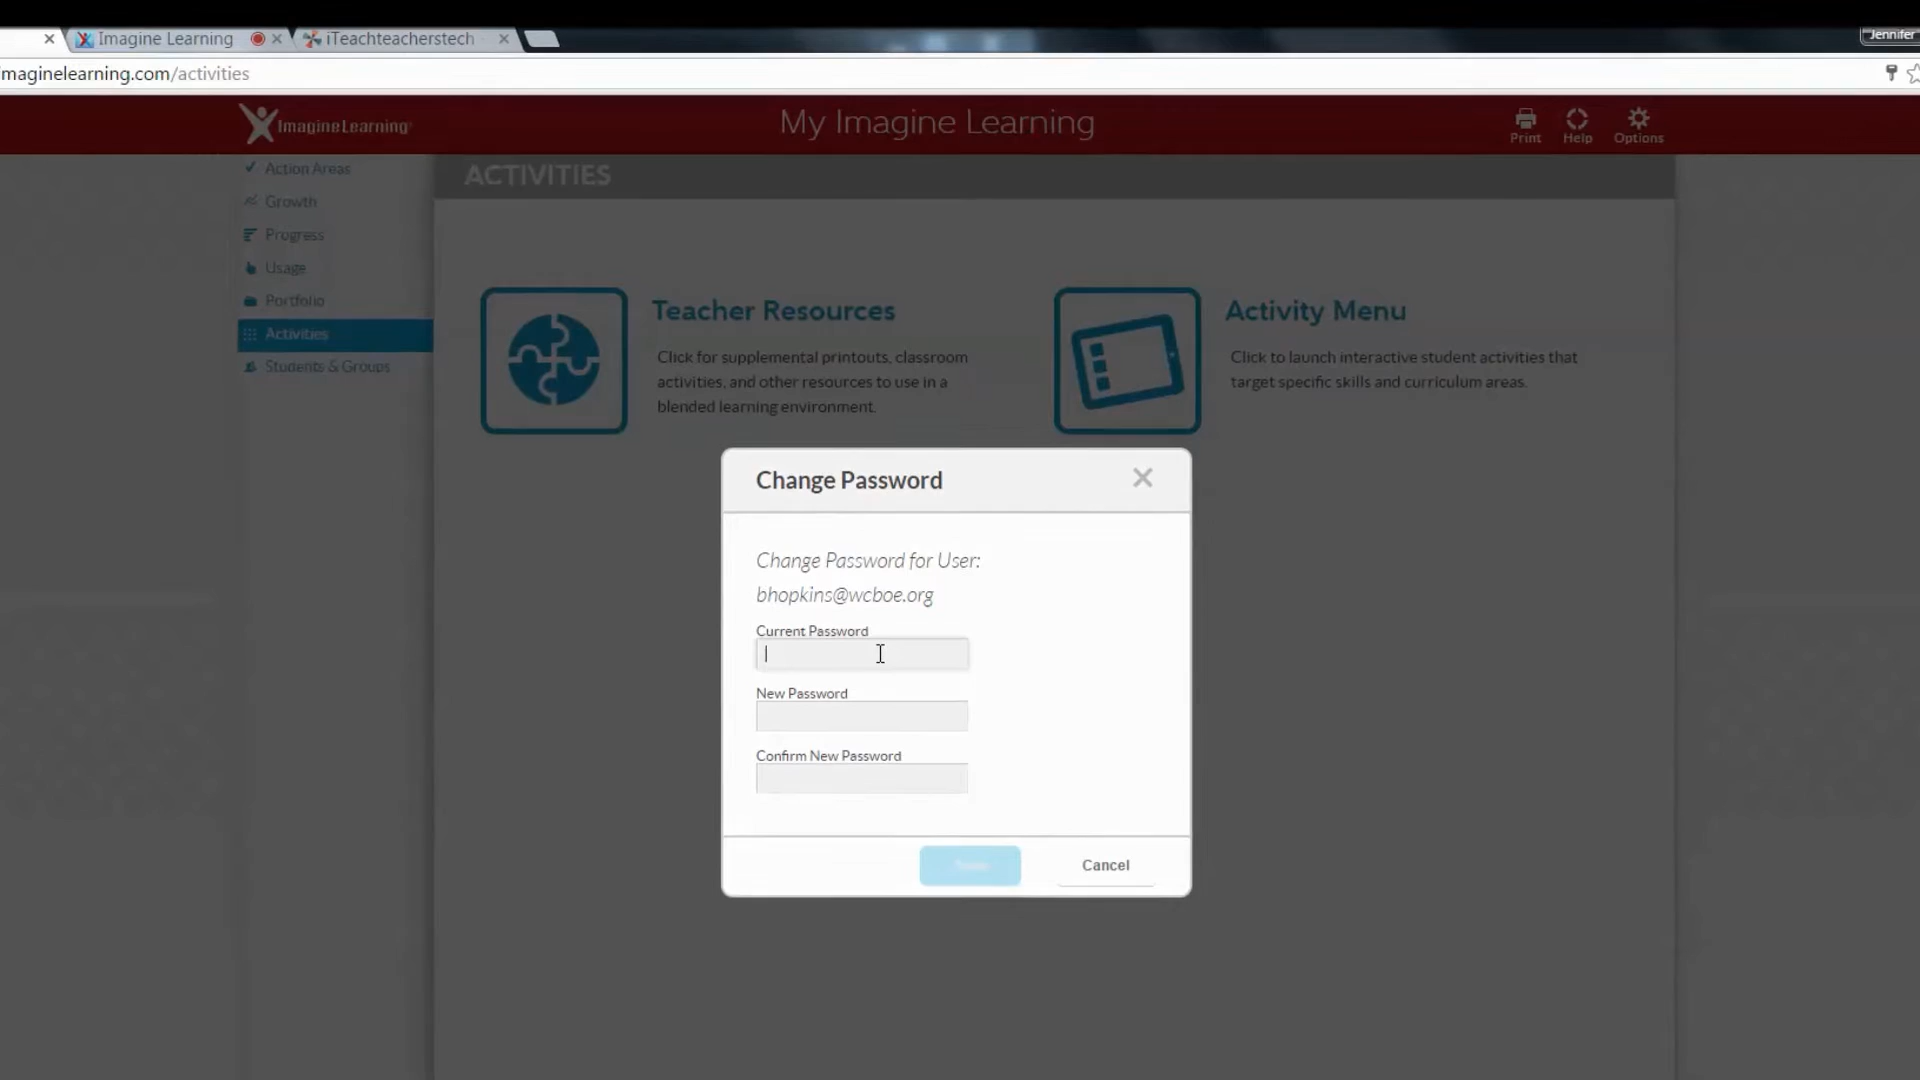 Imagine Learning
iTeachteacherstech
Jennifer
maginelearning.com/activities
ImagineLearning
My Imagine Learning
Print
Help
Options
Action Areas
Growth
Progress
Usage
Portfolio
Activities
Students & Groups
ACTIVITIES
Teacher Resources
Click for supplemental printouts, classroom
activities, and other resources to use in a
blended learning environment.
Activity Menu
Click to launch interactive student activities that
target specific skills and curriculum areas.
Change Password
Change Password for User:
bhopkins@wcboe.org
Current Password
New Password
Confirm New Password
Cancel